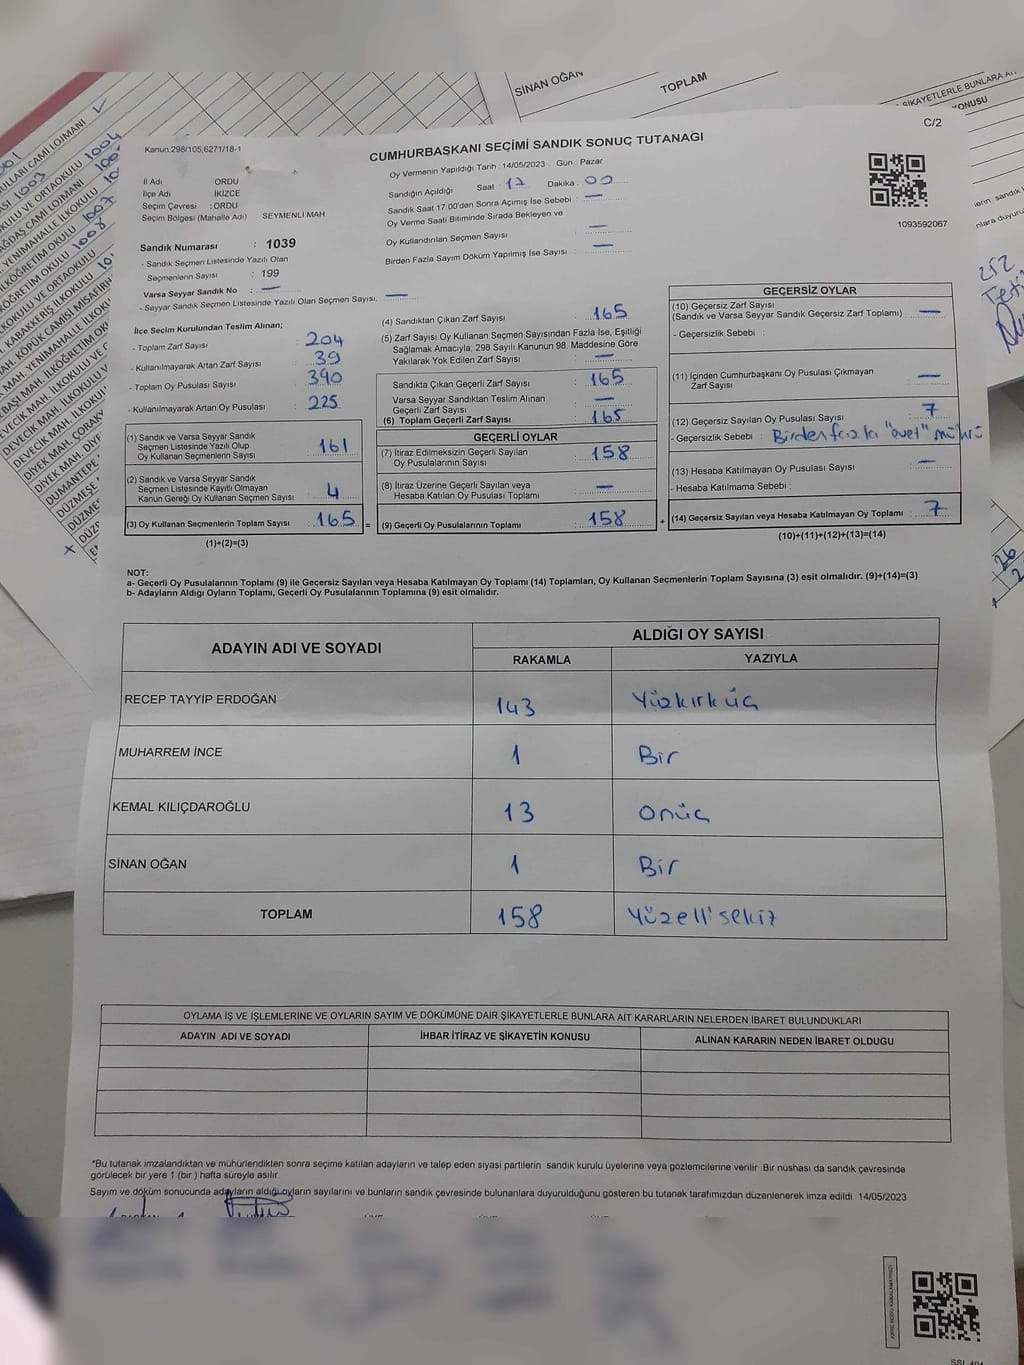 SİNAN OĞAN
TOPLAM
C/2
Kanun 298/105,6271/18-1
CUMHURBAŞKANI SEÇİMİ SANDIK SONUÇ TUTANAĞI
Oy Vermenin Yapıldığı Tarih : 14/05/2023 Gün : Pazar
İl Adı ORDU
İlçe Adı İKİZCE
Seçim Çevresi : ORDU
Seçim Bölgesi (Mahalle Adı) : SEYMENLİ MAH.
Sandığın Açıldığı Saat 17 Dakika 00
Sandık Saat 17:00'den Sonra Açımış İse Sebebi : —
Oy Verme Saati Bitiminde Sırada Bekleyen ve
Oy Kullandırılan Seçmen Sayısı —
Birden Fazla Sayım Döküm Yapılmış İse Sayısı : —
1093592067
Sandık Numarası : 1039
- Sandık Seçmen Listesinde Yazılı Olan
Seçmenlerin Sayısı : 199
Varsa Seyyar Sandık No : —
- Seyyar Sandık Seçmen Listesinde Yazılı Olan Seçmen Sayısı. —
İlçe Seçim Kurulundan Teslim Alınan;
- Toplam Zarf Sayısı : 204
- Kullanılmayarak Artan Zarf Sayısı : 39
- Toplam Oy Pusulası Sayısı : 390
- Kullanılmayarak Artan Oy Pusulası : 225
(1) Sandık ve Varsa Seyyar Sandık
Seçmen Listesinde Yazılı Olup
Oy Kullanan Seçmenlerin Sayısı : 161
(2) Sandık ve Varsa Seyyar Sandık
Seçmen Listesinde Kayıtlı Olmayan
Kanun Gereği Oy Kullanan Seçmen Sayısı : 4
(3) Oy Kullanan Seçmenlerin Toplam Sayısı : 165 =
(1)+(2)=(3)
(4) Sandıktan Çıkan Zarf Sayısı : 165
(5) Zarf Sayısı Oy Kullanan Seçmen Sayısından Fazla İse, Eşitliği
Sağlamak Amacıyla, 298 Sayılı Kanunun 98. Maddesine Göre
Yakılarak Yok Edilen Zarf Sayısı : —
Sandıkta Çıkan Geçerli Zarf Sayısı : 165
Varsa Seyyar Sandıktan Teslim Alınan
Geçerli Zarf Sayısı : —
(6) Toplam Geçerli Zarf Sayısı : 165
GEÇERLİ OYLAR
(7) İtiraz Edilmeksizin Geçerli Sayılan
Oy Pusulalarının Sayısı : 158
(8) İtiraz Üzerine Geçerli Sayılan veya
Hesaba Katılan Oy Pusulası Toplamı : —
(9) Geçerli Oy Pusulalarının Toplamı : 158 +
GEÇERSİZ OYLAR
(10) Geçersiz Zarf Sayısı
(Sandık ve Varsa Seyyar Sandık Geçersiz Zarf Toplamı) : —
- Geçersizlik Sebebi :
(11) İçinden Cumhurbaşkanı Oy Pusulası Çıkmayan
Zarf Sayısı : —
(12) Geçersiz Sayılan Oy Pusulası Sayısı : 7
- Geçersizlik Sebebi : Birden fazla "evet" mührü
(13) Hesaba Katılmayan Oy Pusulası Sayısı : —
- Hesaba Katılmama Sebebi :
(14) Geçersiz Sayılan veya Hesaba Katılmayan Oy Toplamı : 7
(10)+(11)+(12)+(13)=(14)
NOT:
a- Geçerli Oy Pusulalarının Toplamı (9) ile Geçersiz Sayılan veya Hesaba Katılmayan Oy Toplamı (14) Toplamları, Oy Kullanan Seçmenlerin Toplam Sayısına (3) eşit olmalıdır. (9)+(14)=(3)
b- Adayların Aldığı Oyların Toplamı, Geçerli Oy Pusulalarının Toplamına (9) eşit olmalıdır.
ADAYIN ADI VE SOYADI ALDIĞI OY SAYISI
RAKAMLA YAZIYLA
RECEP TAYYİP ERDOĞAN 143 Yüzkırküç
MUHARREM İNCE 1 Bir
KEMAL KILIÇDAROĞLU 13 Onüç
SİNAN OĞAN 1 Bir
TOPLAM 158 Yüzellisekiz
OYLAMA İŞ VE İŞLEMLERİNE VE OYLARIN SAYIM VE DÖKÜMÜNE DAİR ŞİKAYETLERLE BUNLARA AİT KARARLARIN NELERDEN İBARET BULUNDUKLARI
ADAYIN ADI VE SOYADI İHBAR İTİRAZ VE ŞİKAYETİN KONUSU ALINAN KARARIN NEDEN İBARET OLDUĞU
*Bu tutanak imzalandıktan ve mühürlendikten sonra seçime katılan adayların ve talep eden siyasi partilerin sandık kurulu üyelerine veya gözlemcilerine verilir. Bir nüshası da sandık çevresinde
görülecek bir yere 1 (bir ) hafta süreyle asılır.
Sayım ve döküm sonucunda adayların aldığı oyların sayılarını ve bunların sandık çevresinde bulunanlara duyurulduğunu gösteren bu tutanak tarafımızdan düzenlenerek imza edildi. 14/05/2023